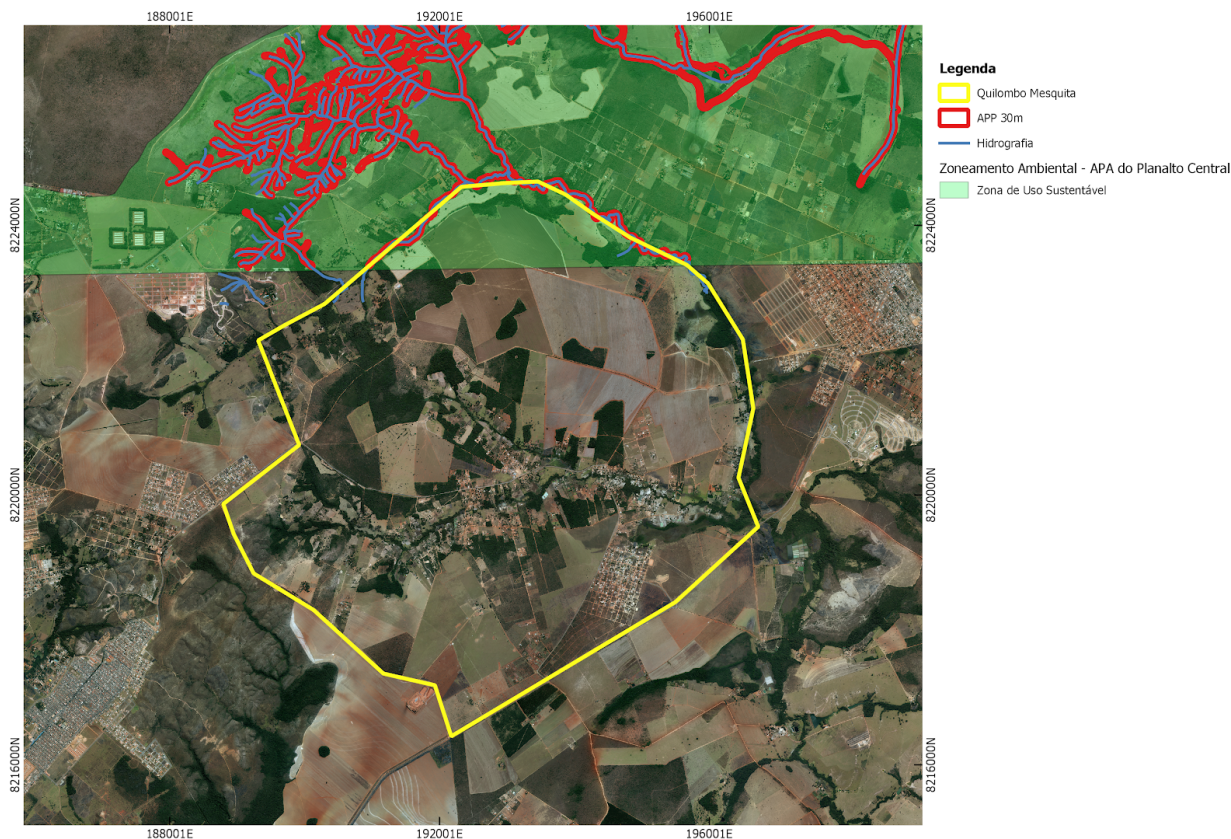 188001E
192001E
196001E
Legenda
Quilombo Mesquita
APP 30m
Hidrografia
Zoneamento Ambiental - APA do Planalto Central
Zona de Uso Sustentável
8224000N
8224000N
8220000N
8220000N
8216000N
8216000N
188001E
192001E
196001E